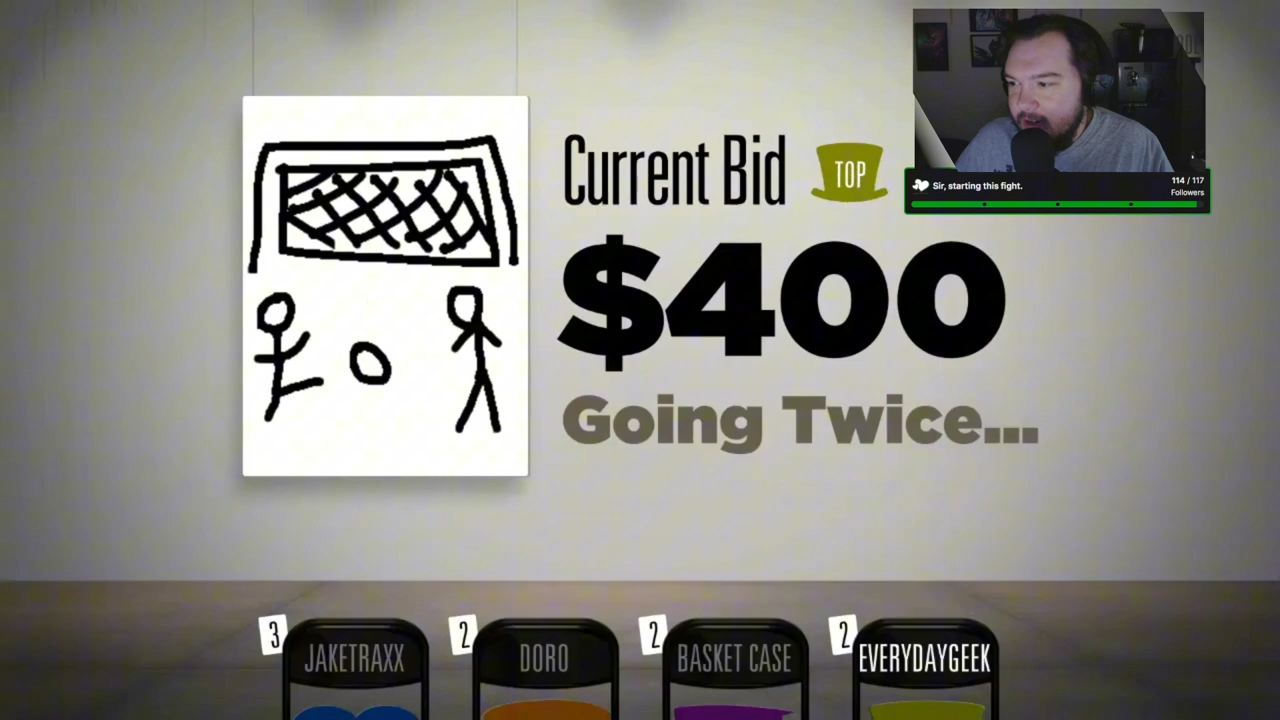 Current Bid
TOP
$400
Going Twice...
Sir, starting this fight.
114 / 117
Followers
3
JAKETRAXX
2
DORO
2
BASKET CASE
2
EVERYDAYGEEK